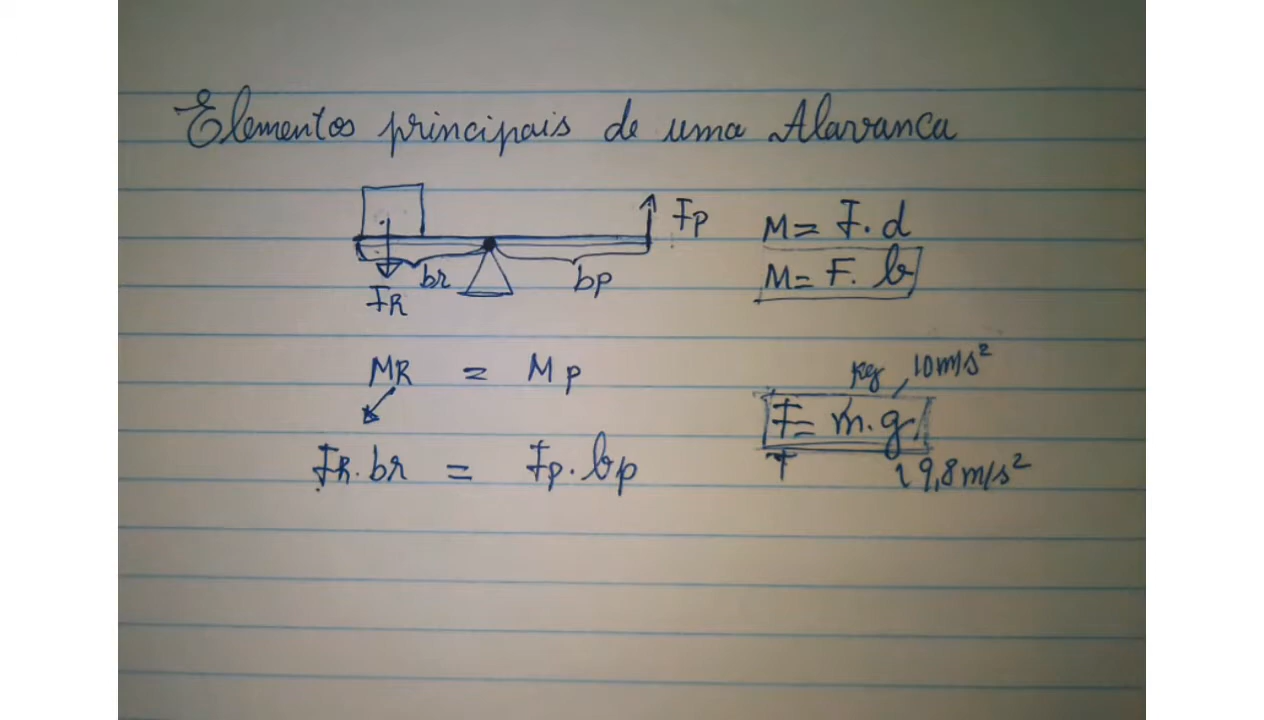 Elementos principais de uma Alavanca
Fp
M = F. d
br
bp
M = F. b
FR
MR = Mp
kg 10m/s²
F = m.g
FR. br = Fp. bp
9,8 m/s²